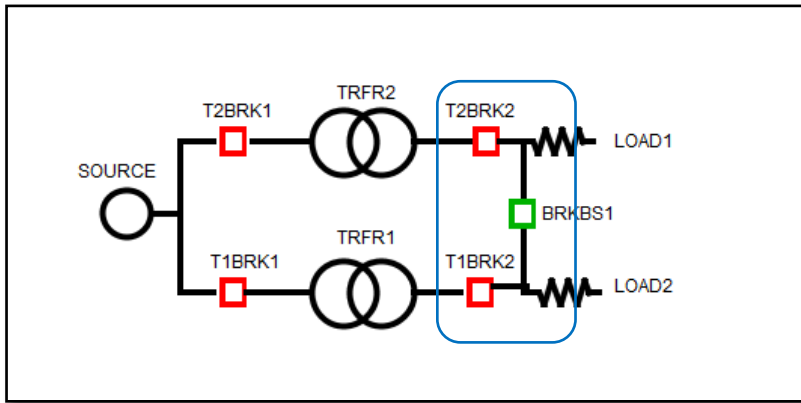 TRFR2
T2BRK1
T2BRK2
LOAD1
SOURCE
BRKBS1
TRFR1
T1BRK1
T1BRK2
LOAD2